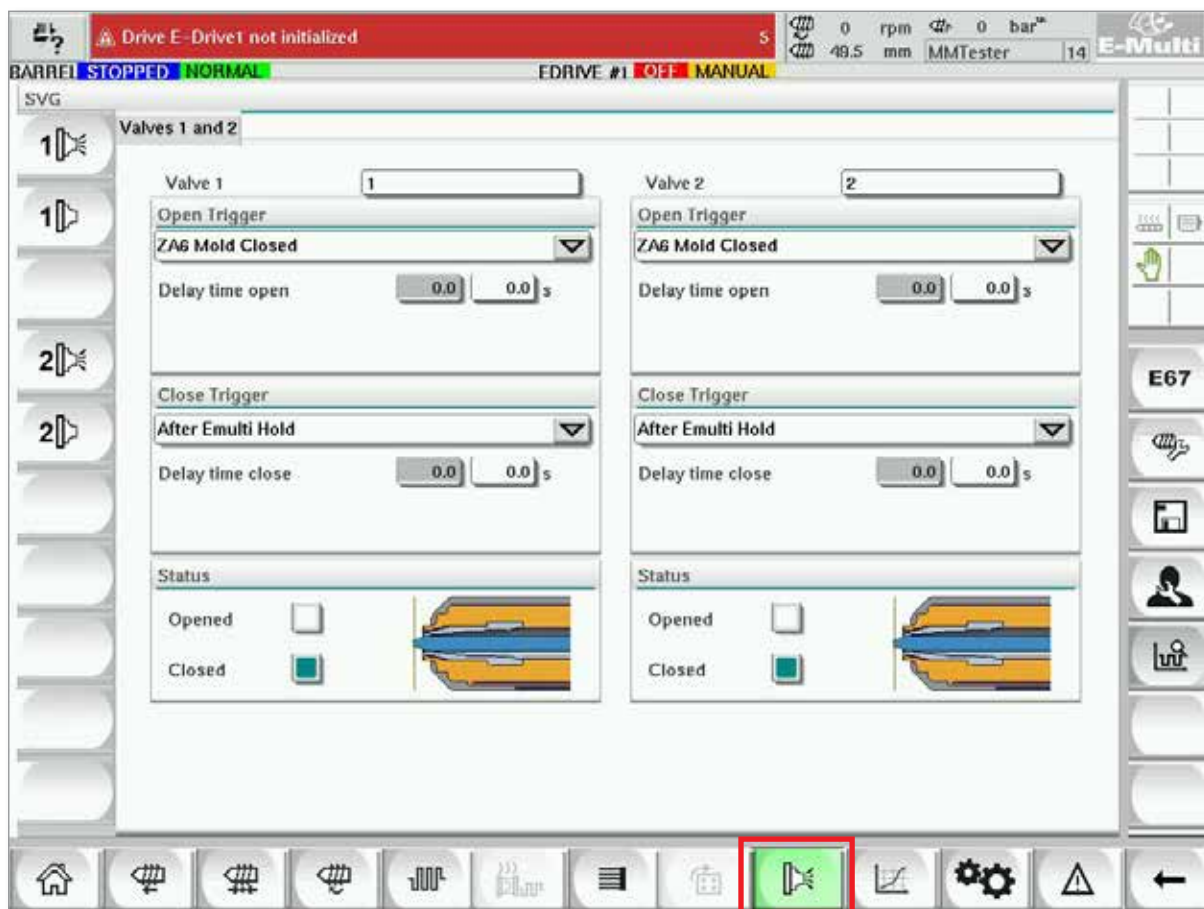 Drive E-Drive1 not initialized 5
0 rpm 0 bar
49.5 mm MMTester 14
E-Multi
BARREL STOPPED NORMAL EDRIVE #1 OFF MANUAL
SVG
Valves 1 and 2
1
1
2
2
Valve 1 1
Open Trigger
ZA6 Mold Closed
Delay time open 0.0 0.0 s
Close Trigger
After Emulti Hold
Delay time close 0.0 0.0 s
Status
Opened
Closed
Valve 2 2
Open Trigger
ZA6 Mold Closed
Delay time open 0.0 0.0 s
Close Trigger
After Emulti Hold
Delay time close 0.0 0.0 s
Status
Opened
Closed
E67